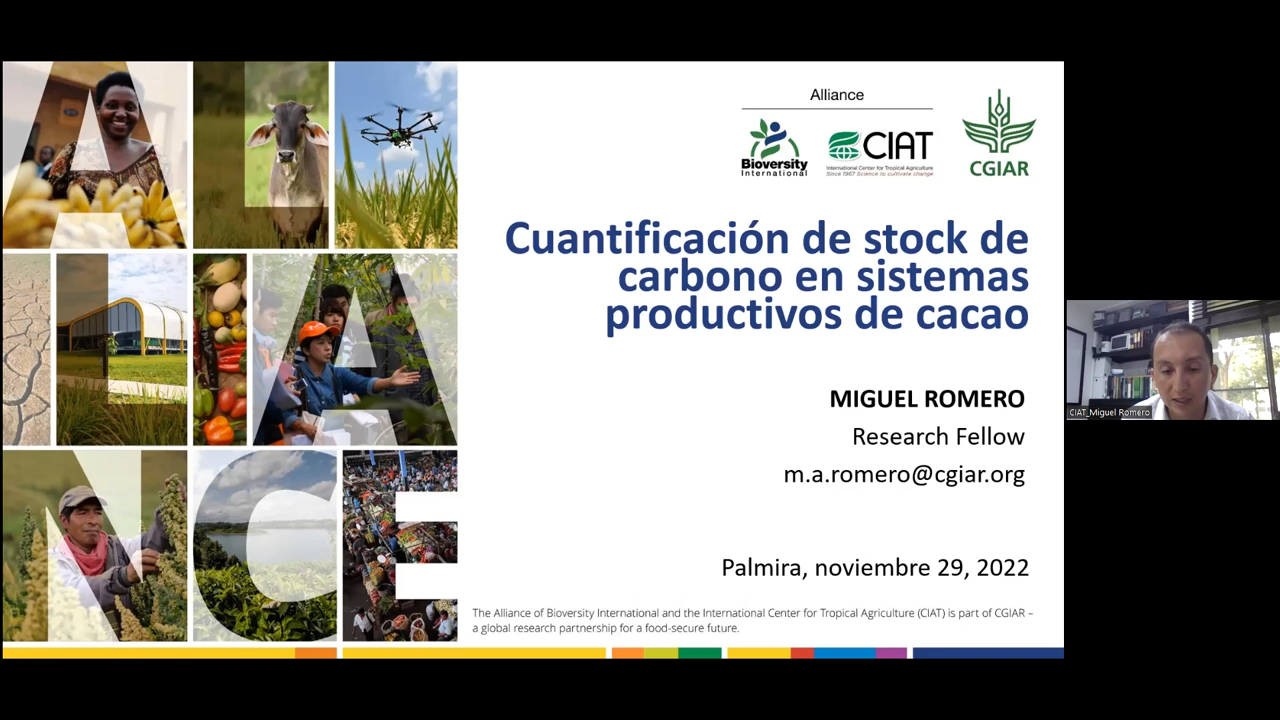 ALLIANCE
Alliance
Bioversity
International
CIAT
International Center for Tropical Agriculture
Since 1967 Science to cultivate change
CGIAR
Cuantificación de stock de
carbono en sistemas
productivos de cacao
MIGUEL ROMERO
Research Fellow
m.a.romero@cgiar.org
Palmira, noviembre 29, 2022
The Alliance of Bioversity International and the International Center for Tropical Agriculture (CIAT) is part of CGIAR –
a global research partnership for a food-secure future.
CIAT_Miguel Romero